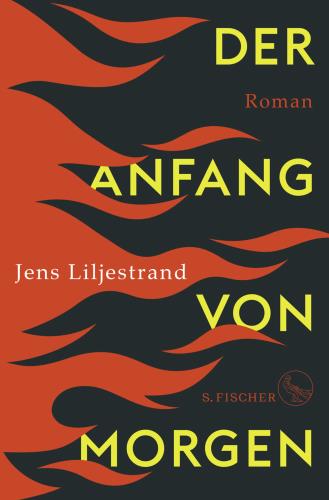 DER
Roman
ANFANG
Jens Liljestrand
VON
S. FISCHER
MORGEN